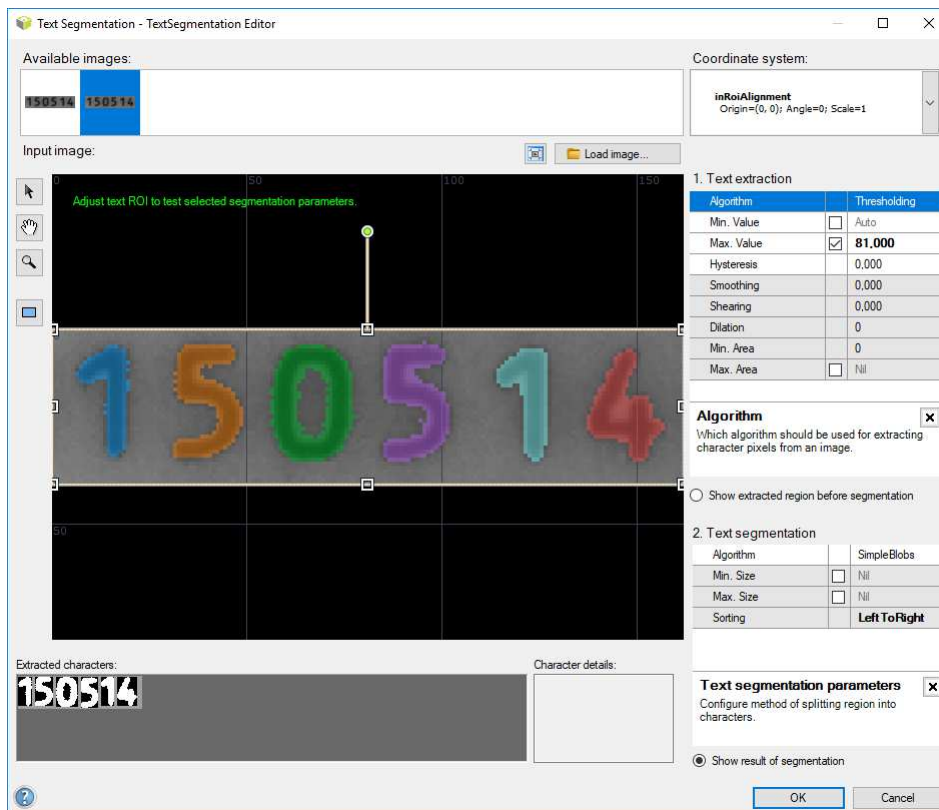 Text Segmentation - TextSegmentation Editor
Available images:
150514
150514
Coordinate system:
inRoiAlignment
Origin=(0, 0); Angle=0; Scale=1
Input image:
Load image...
0 50 100 150
Adjust text ROI to test selected segmentation parameters.
150514
50
1. Text extraction
Algorithm Thresholding
Min. Value Auto
Max. Value 81,000
Hysteresis 0,000
Smoothing 0,000
Shearing 0,000
Dilation 0
Min. Area 0
Max. Area Nil
Algorithm
Which algorithm should be used for extracting
character pixels from an image.
Show extracted region before segmentation
2. Text segmentation
Algorithm SimpleBlobs
Min. Size Nil
Max. Size Nil
Sorting LeftToRight
Extracted characters:
150514
Character details:
Text segmentation parameters
Configure method of splitting region into
characters.
Show result of segmentation
OK Cancel